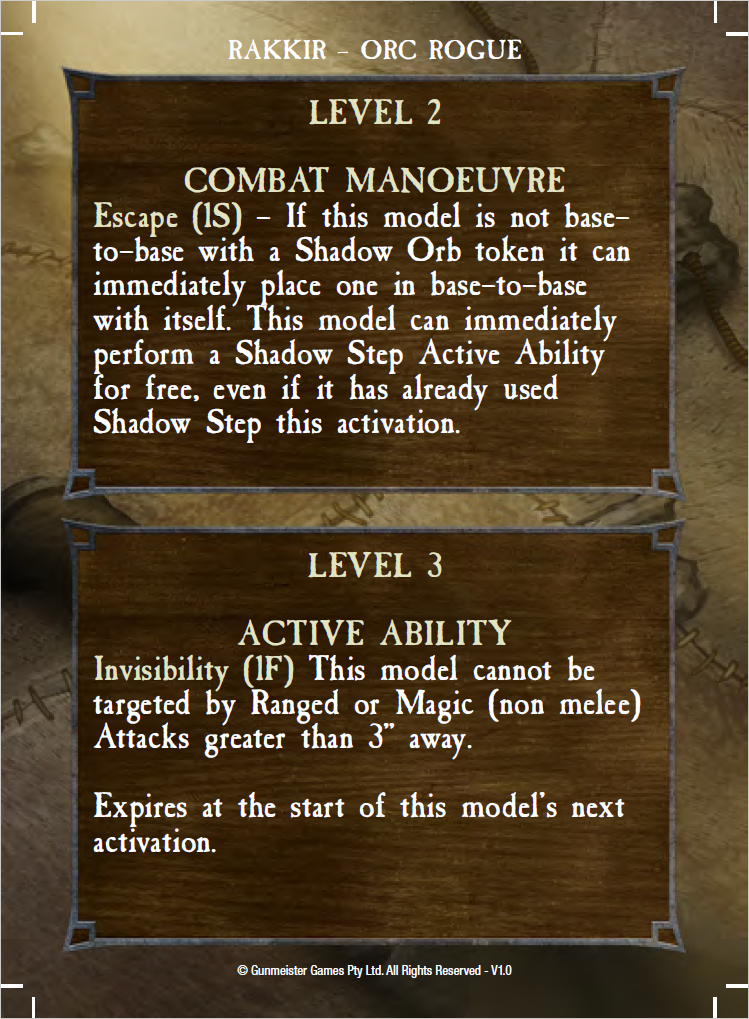 RAKKIR – ORC ROGUE
LEVEL 2
COMBAT MANOEUVRE
Escape (1S) – If this model is not base–
to–base with a Shadow Orb token it can
immediately place one in base–to–base
with itself. This model can immediately
perform a Shadow Step Active Ability
for free, even if it has already used
Shadow Step this activation.
LEVEL 3
ACTIVE ABILITY
Invisibility (1F) This model cannot be
targeted by Ranged or Magic (non melee)
Attacks greater than 3” away.
Expires at the start of this model’s next
activation.
© Gunmeister Games Pty Ltd. All Rights Reserved - V1.0